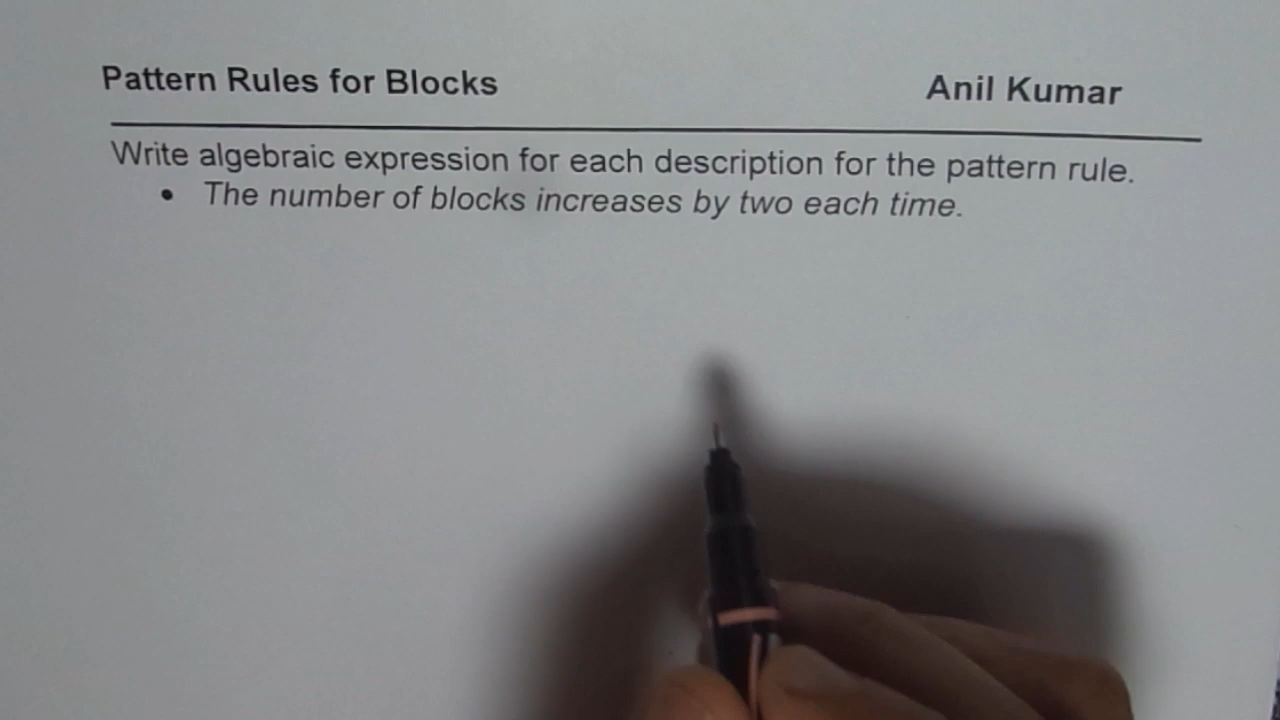 Pattern Rules for Blocks Anil Kumar
Write algebraic expression for each description for the pattern rule.
• The number of blocks increases by two each time.